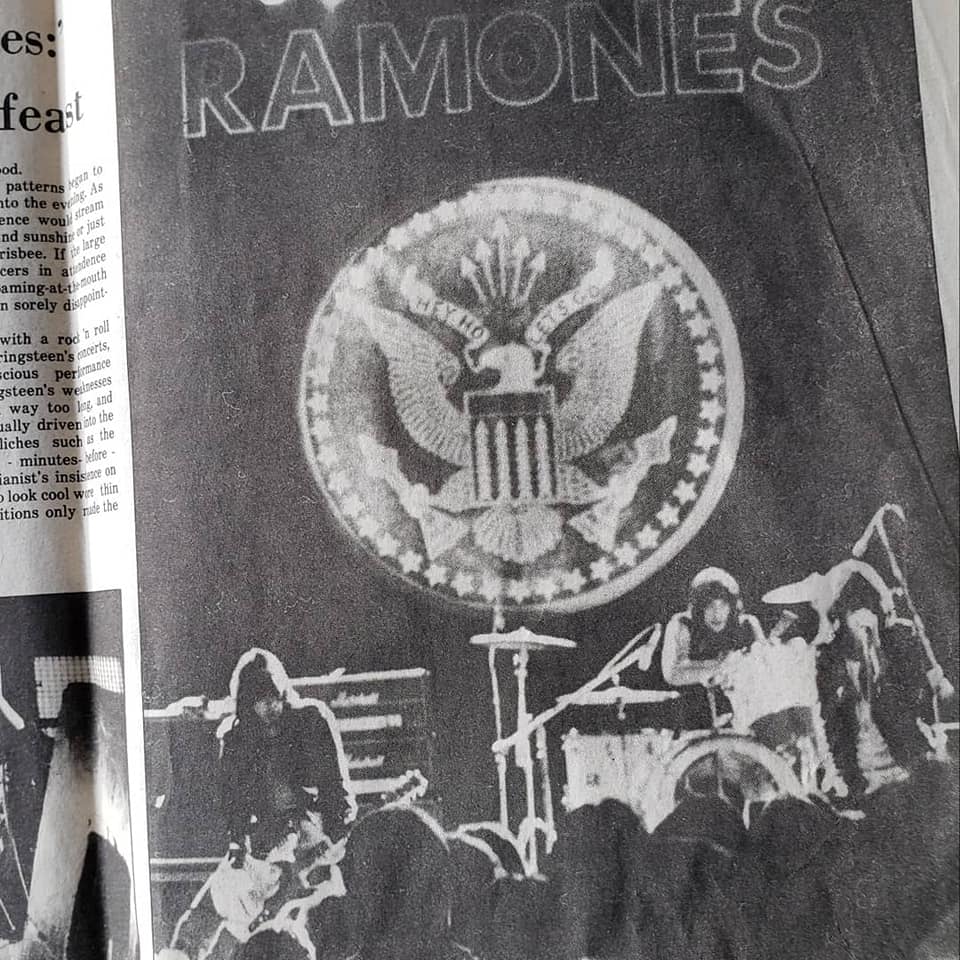 es:
feast
ood.
patterns began to
nto the evening. As
ence would stream
nd sunshine or just
risbee. If the large
cers in attendence
oaming-at-the-mouth
n sorely disappoint-
with a rock 'n roll
ringsteen's concerts,
scious performance
gsteen's weaknesses
way too long, and
ually driven into the
liches such as the
- minutes- before -
ianist's insistence on
o look cool were thin
itions only made the
RAMONES
HEY HO LETS GO